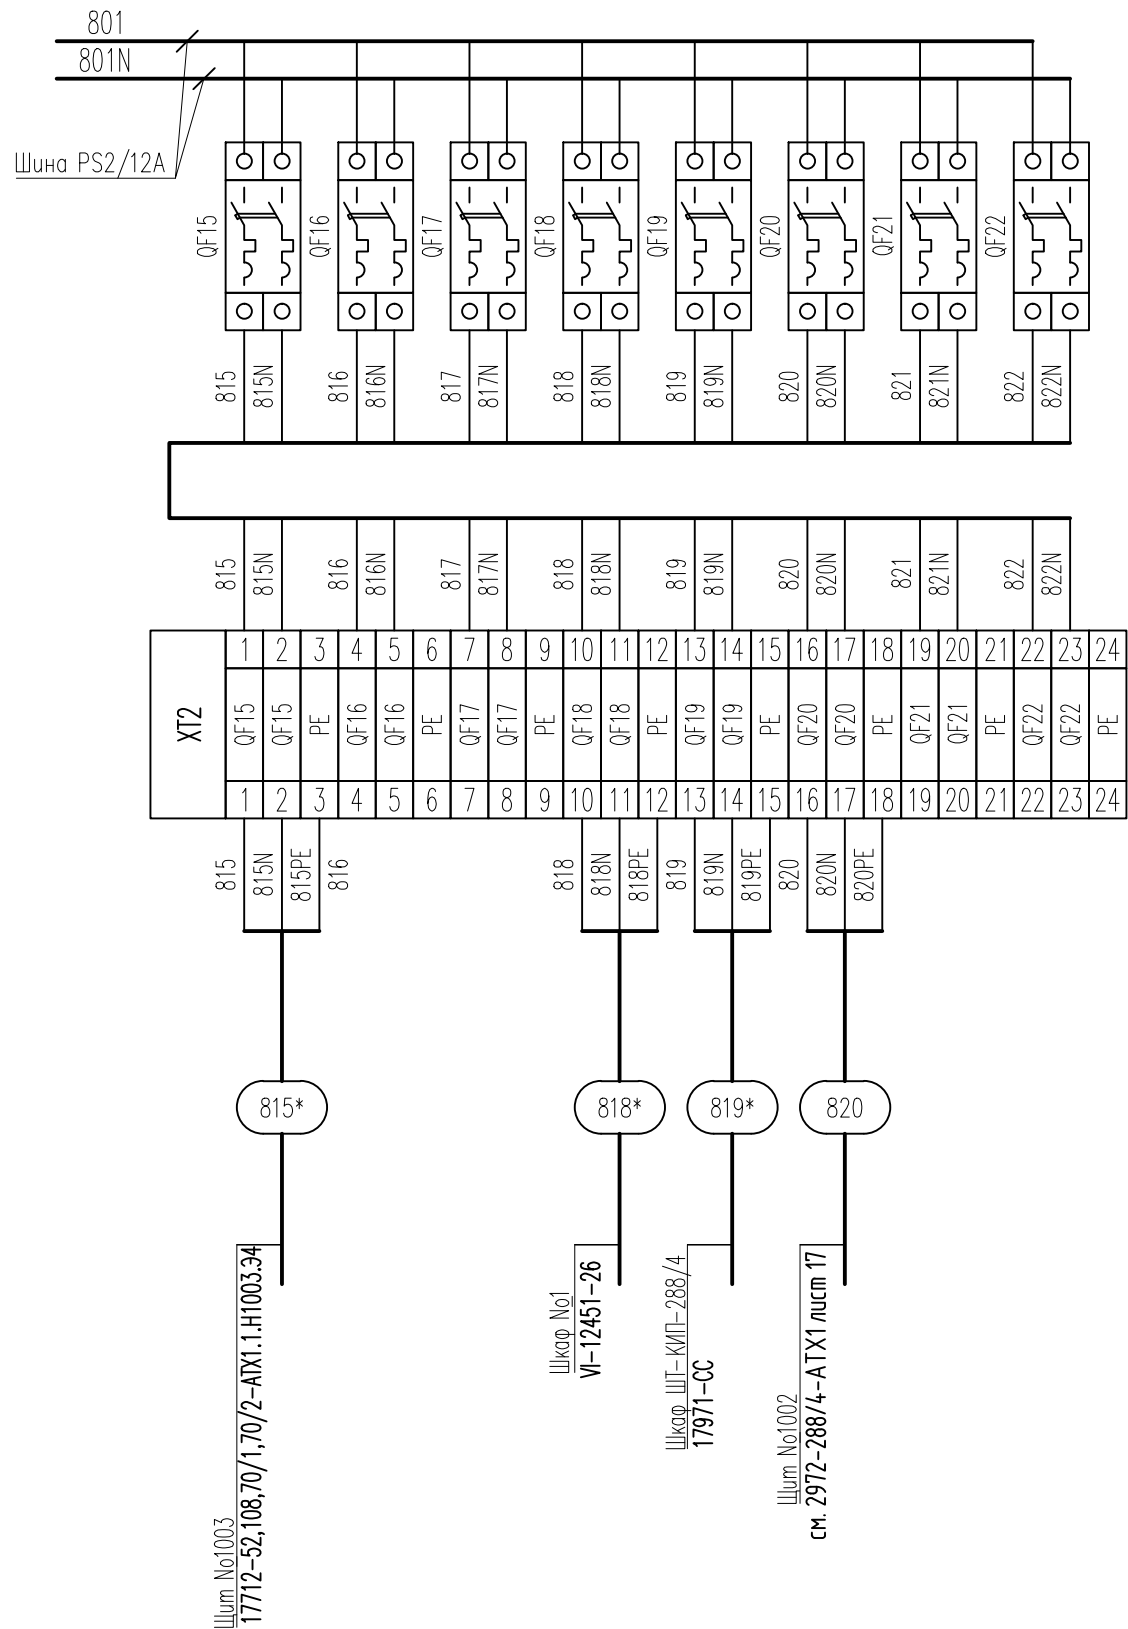 801
801N
Шина PS2/12А
QF15
QF16
QF17
QF18
QF19
QF20
QF21
QF22
815
815N
816
816N
817
817N
818
818N
819
819N
820
820N
821
821N
822
822N
815
815N
816
816N
817
817N
818
818N
819
819N
820
820N
821
821N
822
822N
XT2
1 2 3 4 5 6 7 8 9 10 11 12 13 14 15 16 17 18 19 20 21 22 23 24
QF15 QF15 PE QF16 QF16 PE QF17 QF17 PE QF18 QF18 PE QF19 QF19 PE QF20 QF20 PE QF21 QF21 PE QF22 QF22 PE
1 2 3 4 5 6 7 8 9 10 11 12 13 14 15 16 17 18 19 20 21 22 23 24
815
815N
815PE
816
818
818N
818PE
819
819N
819PE
820
820N
820PE
815*
818*
819*
820
Щит No1003
17712-52,108,70/1,70/2-АТХ1.1.Н1003.Э4
Шкаф No1
VI-12451-26
Шкаф ШТ-КИП-288/4
17971-СС
Щит No1002
см. 2972-288/4-АТХ1 лист 17